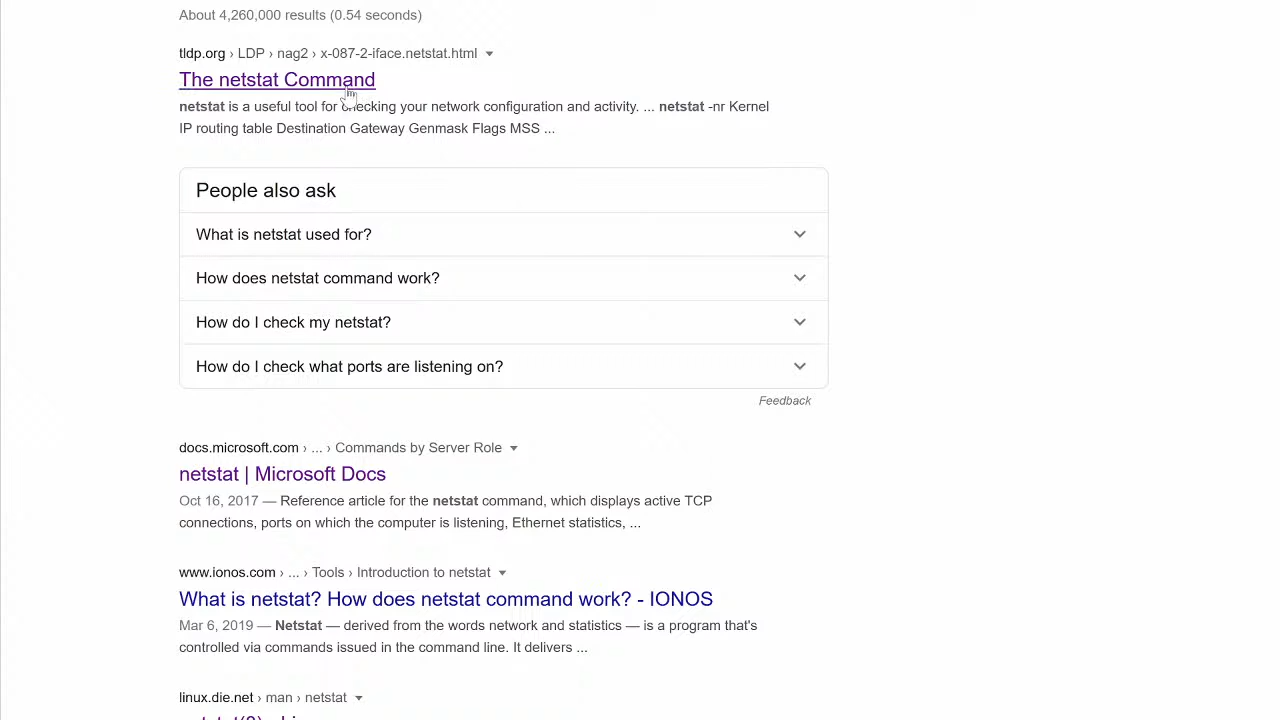 About 4,260,000 results (0.54 seconds)
tldp.org › LDP › nag2 › x-087-2-iface.netstat.html
The netstat Command
netstat is a useful tool for checking your network configuration and activity. ... netstat -nr Kernel
IP routing table Destination Gateway Genmask Flags MSS ...
People also ask
What is netstat used for?
How does netstat command work?
How do I check my netstat?
How do I check what ports are listening on?
Feedback
docs.microsoft.com › ... › Commands by Server Role
netstat | Microsoft Docs
Oct 16, 2017 — Reference article for the netstat command, which displays active TCP
connections, ports on which the computer is listening, Ethernet statistics, ...
www.ionos.com › ... › Tools › Introduction to netstat
What is netstat? How does netstat command work? - IONOS
Mar 6, 2019 — Netstat — derived from the words network and statistics — is a program that's
controlled via commands issued in the command line. It delivers ...
linux.die.net › man › netstat